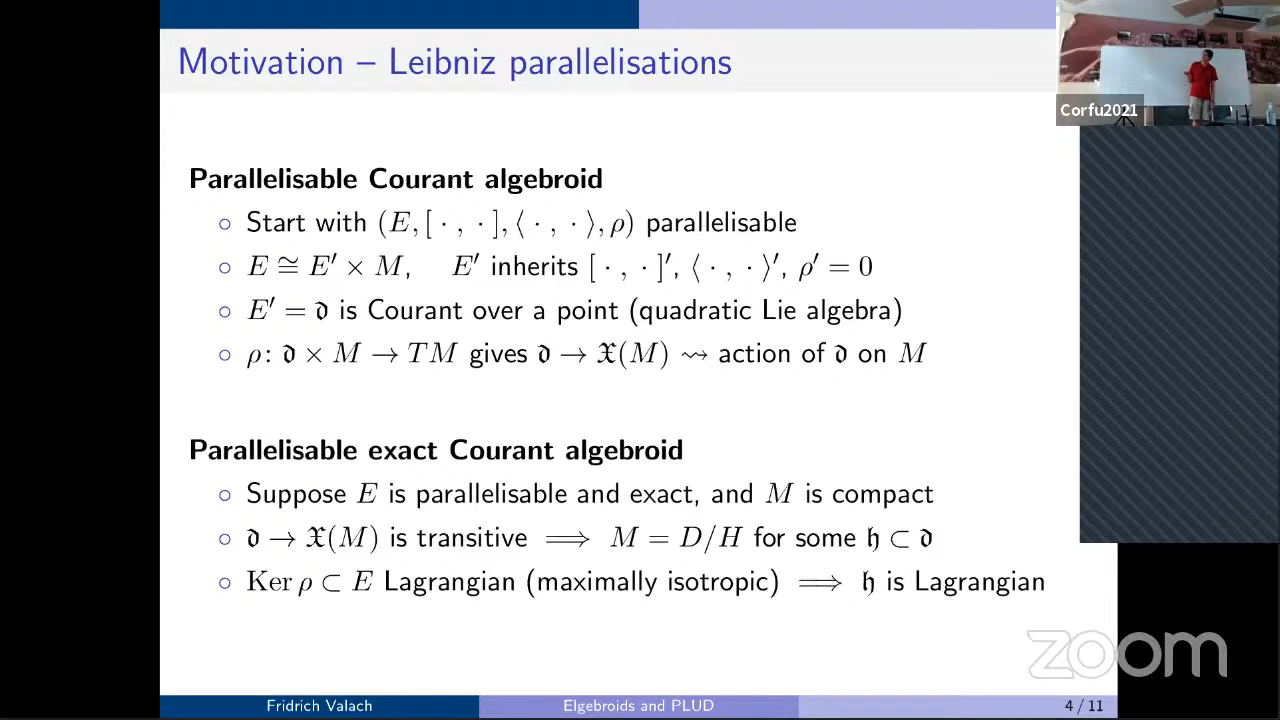 Motivation – Leibniz parallelisations
Corfu2021
Parallelisable Courant algebroid
○ Start with (E, [ · , · ], ⟨ · , · ⟩, ρ) parallelisable
○ E ≅ E′ × M, E′ inherits [ · , · ]′, ⟨ · , · ⟩′, ρ′ = 0
○ E′ = 𝔡 is Courant over a point (quadratic Lie algebra)
○ ρ: 𝔡 × M → TM gives 𝔡 → 𝔛(M) ⇝ action of 𝔡 on M
Parallelisable exact Courant algebroid
○ Suppose E is parallelisable and exact, and M is compact
○ 𝔡 → 𝔛(M) is transitive ⟹ M = D/H for some 𝔥 ⊂ 𝔡
○ Ker ρ ⊂ E Lagrangian (maximally isotropic) ⟹ 𝔥 is Lagrangian
zoom
Fridrich Valach Elgebroids and PLUD 4 / 11